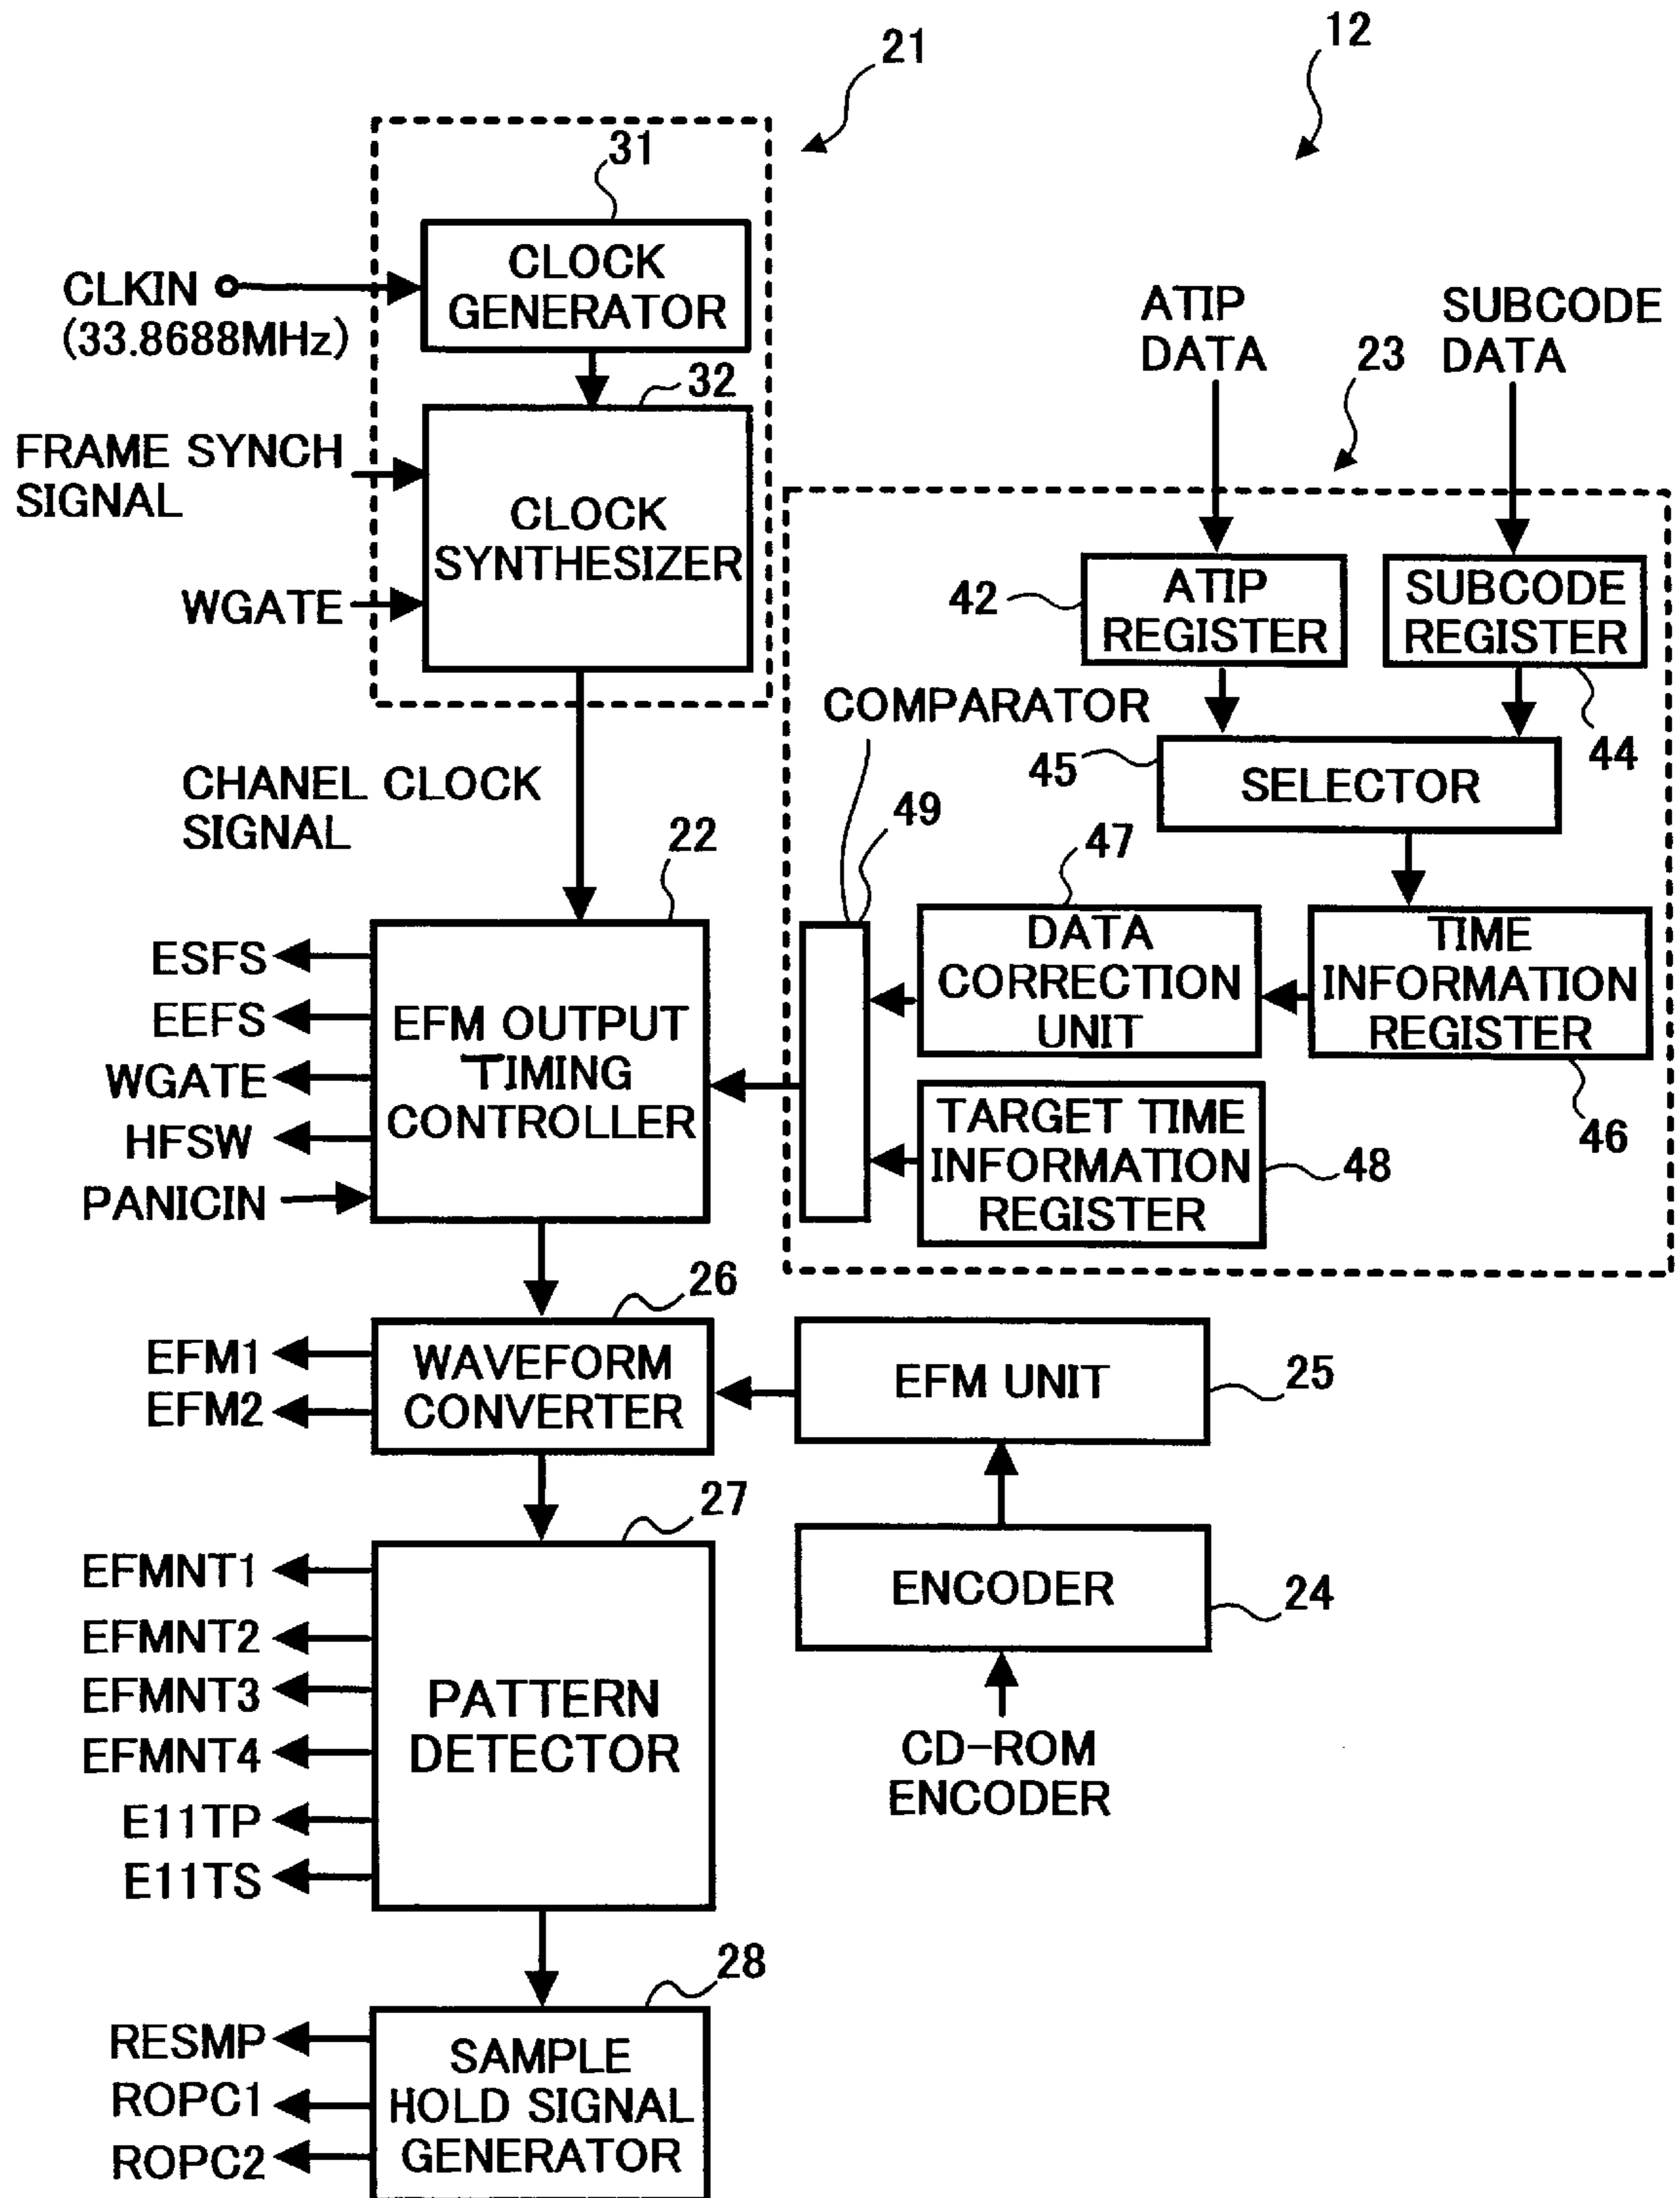 21
12
31
CLOCK
GENERATOR
CLKIN
(33.8688MHz)
32
FRAME SYNCH
SIGNAL
CLOCK
SYNTHESIZER
WGATE
ATIP
DATA
SUBCODE
DATA
23
42
ATIP
REGISTER
SUBCODE
REGISTER
44
COMPARATOR
45
SELECTOR
CHANEL CLOCK
SIGNAL
49
47
22
DATA
CORRECTION
UNIT
TIME
INFORMATION
REGISTER
46
ESFS
EEFS
WGATE
HFSW
PANICIN
EFM OUTPUT
TIMING
CONTROLLER
TARGET TIME
INFORMATION
REGISTER
48
26
EFM1
EFM2
WAVEFORM
CONVERTER
EFM UNIT
25
27
ENCODER
24
EFMNT1
EFMNT2
EFMNT3
EFMNT4
E11TP
E11TS
PATTERN
DETECTOR
CD-ROM
ENCODER
28
RESMP
ROPC1
ROPC2
SAMPLE
HOLD SIGNAL
GENERATOR